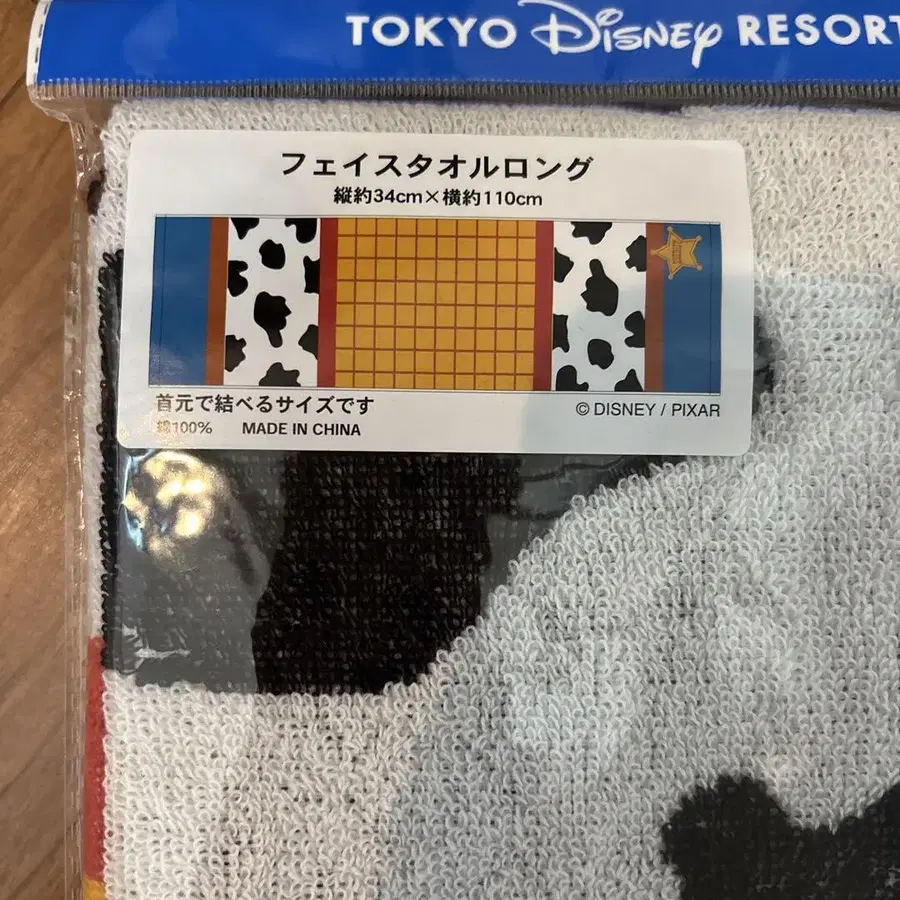 TOKYO Disney RESORT
フェイスタオルロング
縦約34cm×横約110cm
首元で結べるサイズです
綿100% MADE IN CHINA
© DISNEY / PIXAR